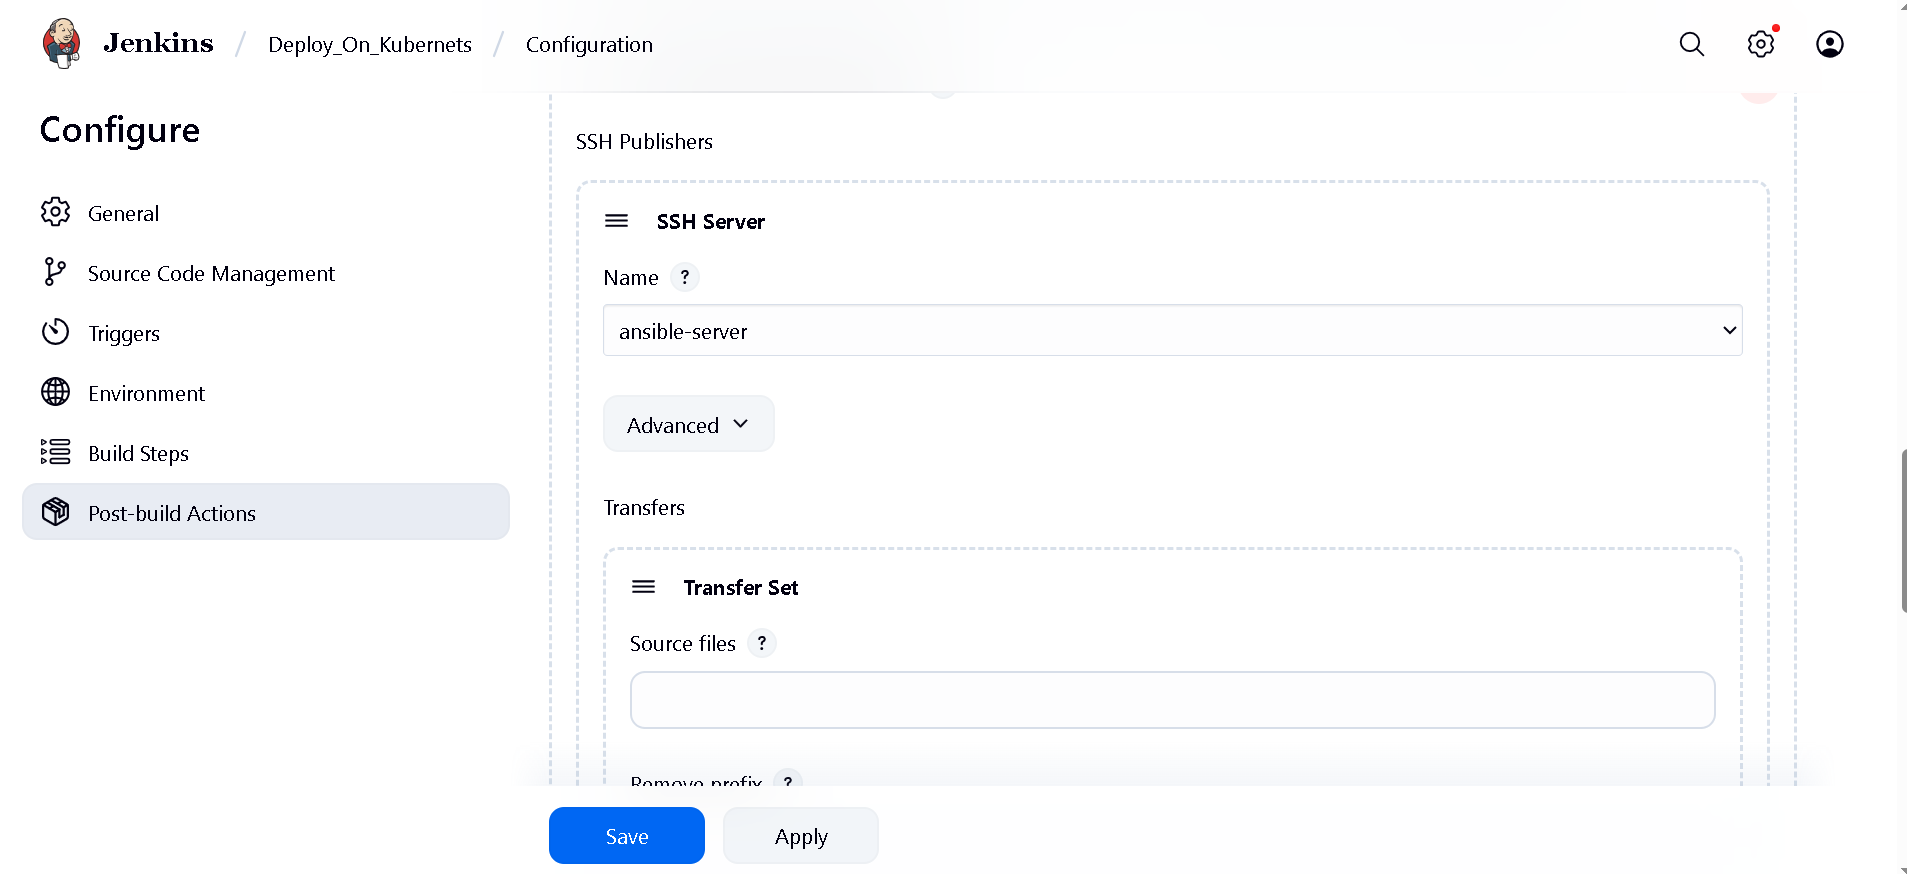 Jenkins / Deploy_On_Kubernets / Configuration
Configure
General
Source Code Management
Triggers
Environment
Build Steps
Post-build Actions
SSH Publishers
SSH Server
Name ?
ansible-server
Advanced
Transfers
Transfer Set
Source files ?
Remove prefix ?
Save
Apply